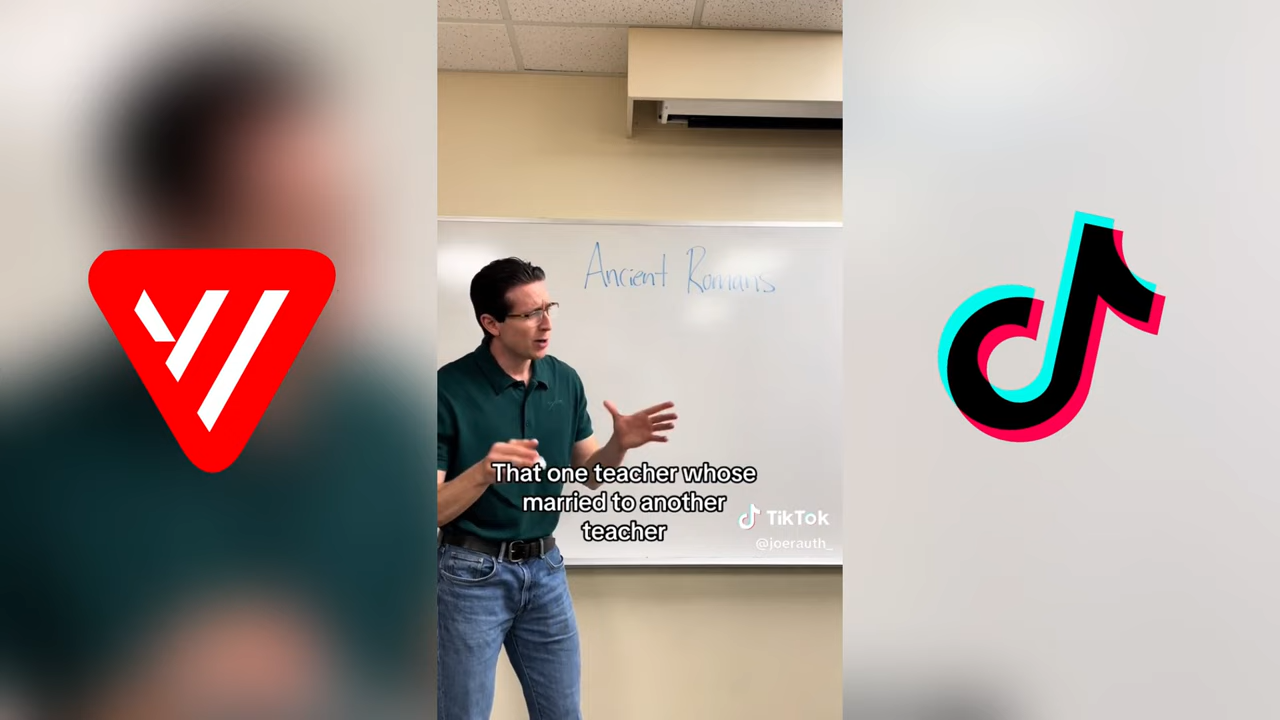 Ancient Romans
That one teacher whose
married to another
teacher
TikTok
@joerauth_